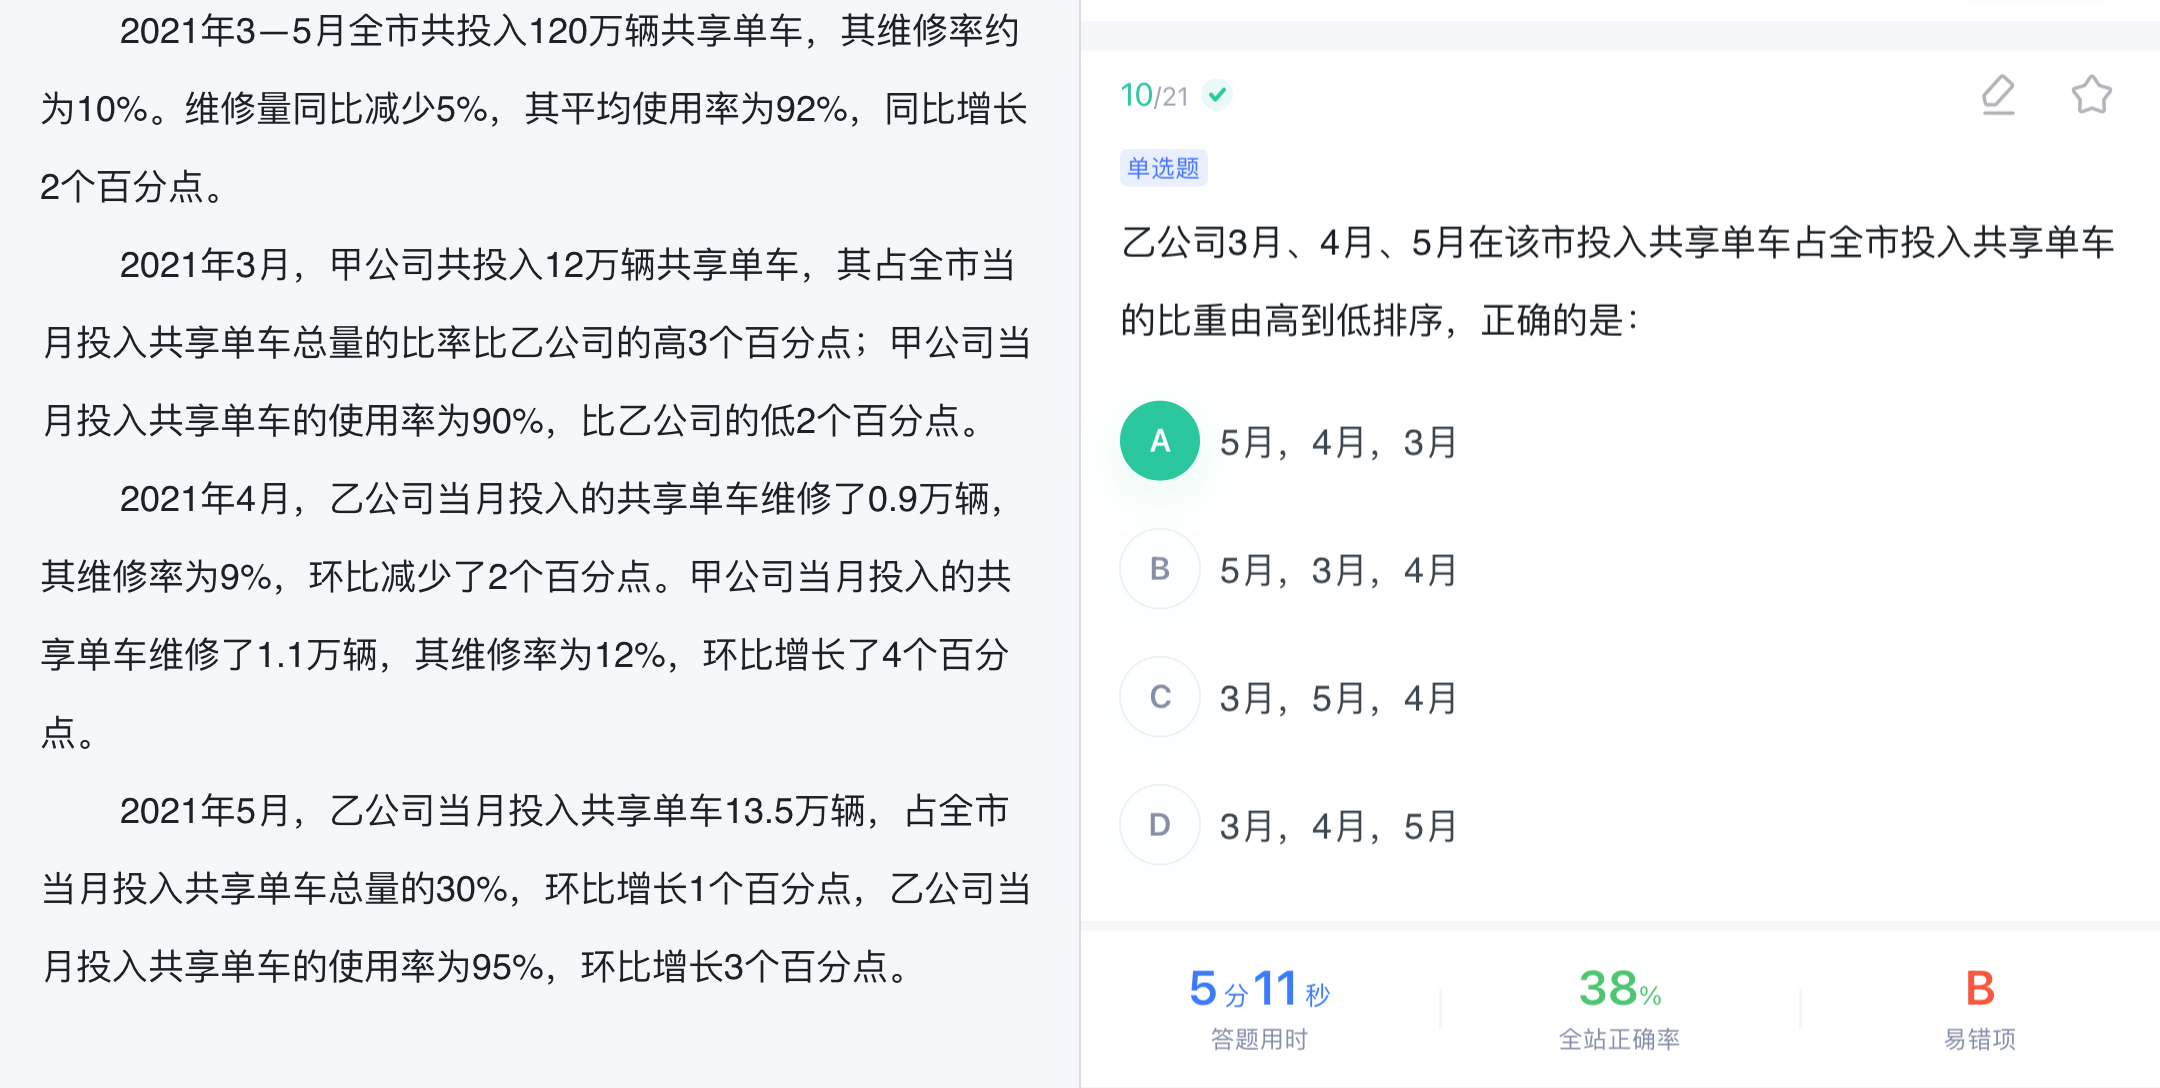 2021年3—5月全市共投入120万辆共享单车，其维修率约
为10%。维修量同比减少5%，其平均使用率为92%，同比增长
2个百分点。
2021年3月，甲公司共投入12万辆共享单车，其占全市当
月投入共享单车总量的比率比乙公司的高3个百分点；甲公司当
月投入共享单车的使用率为90%，比乙公司的低2个百分点。
2021年4月，乙公司当月投入的共享单车维修了0.9万辆，
其维修率为9%，环比减少了2个百分点。甲公司当月投入的共
享单车维修了1.1万辆，其维修率为12%，环比增长了4个百分
点。
2021年5月，乙公司当月投入共享单车13.5万辆，占全市
当月投入共享单车总量的30%，环比增长1个百分点，乙公司当
月投入共享单车的使用率为95%，环比增长3个百分点。
10/21
单选题
乙公司3月、4月、5月在该市投入共享单车占全市投入共享单车
的比重由高到低排序，正确的是：
A 5月，4月，3月
B 5月，3月，4月
C 3月，5月，4月
D 3月，4月，5月
5分11秒 38% B
答题用时 全站正确率 易错项